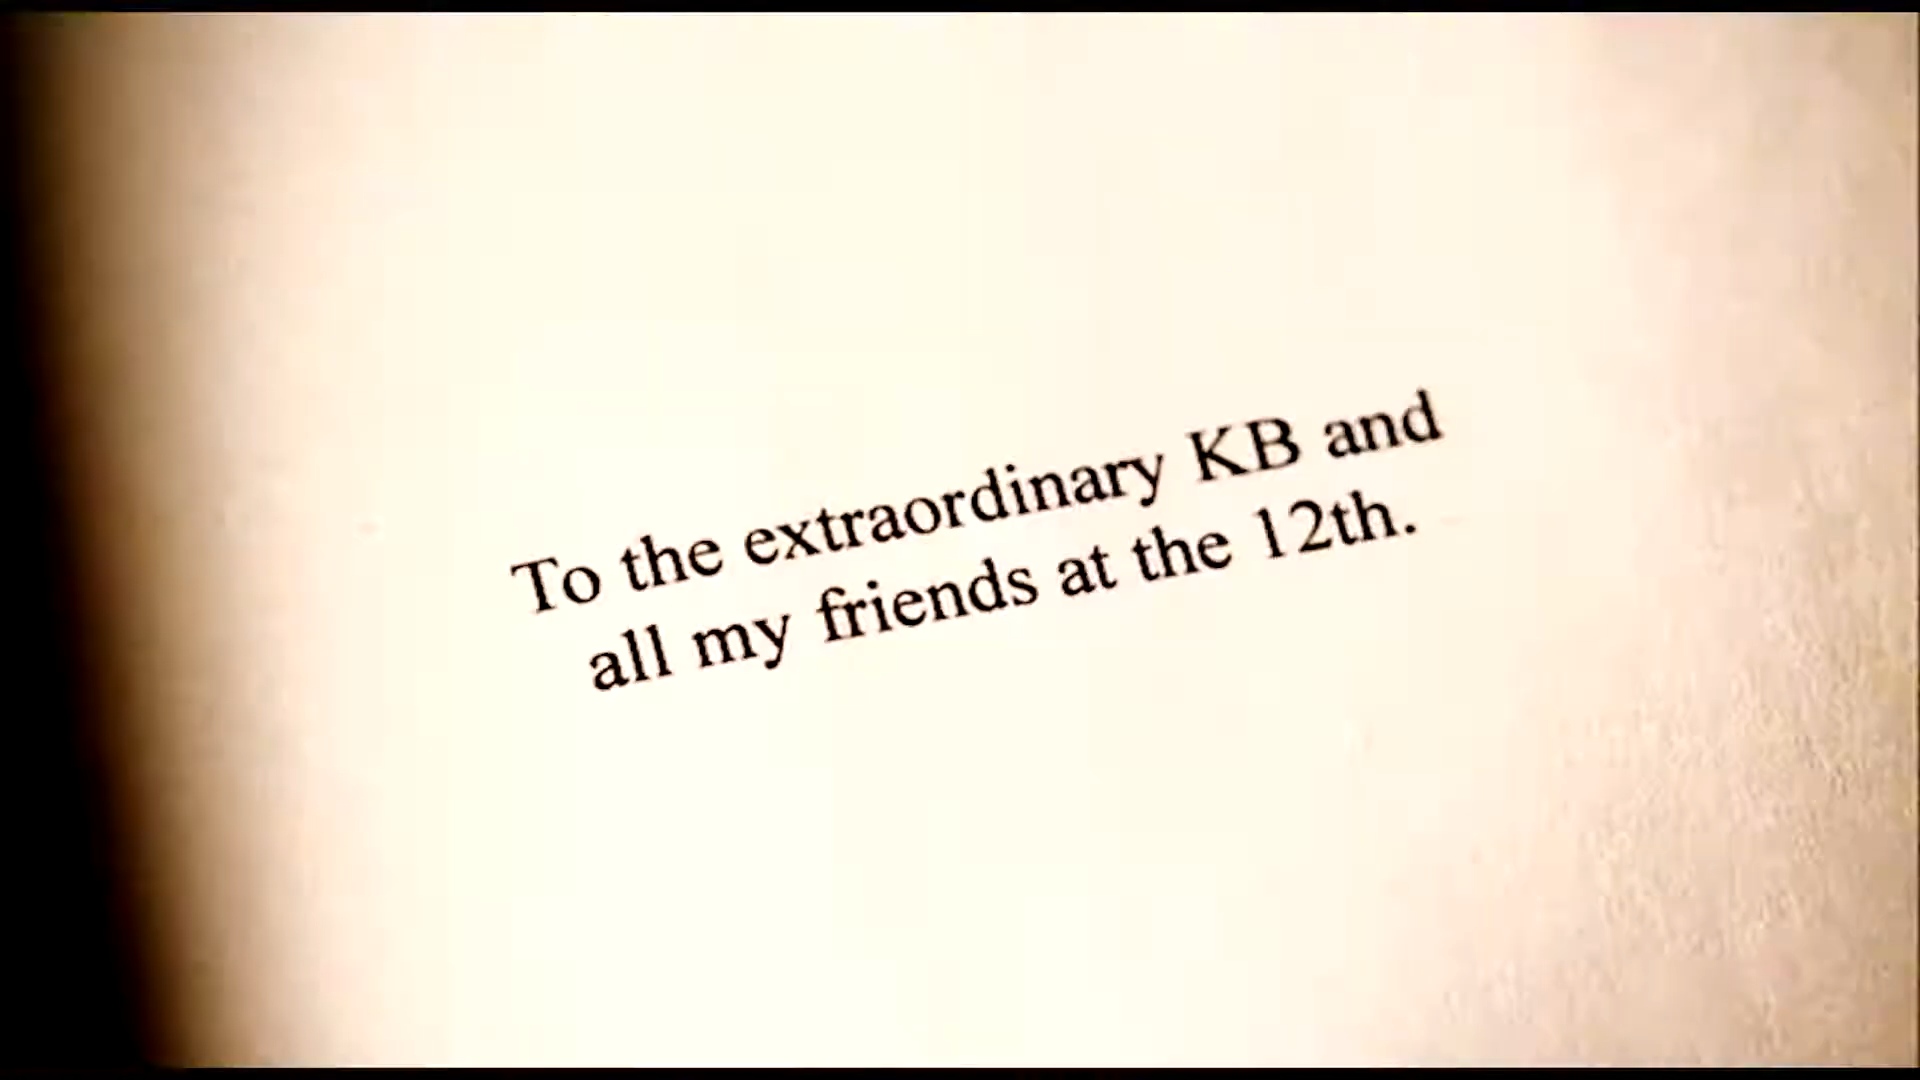 To the extraordinary KB and
all my friends at the 12th.